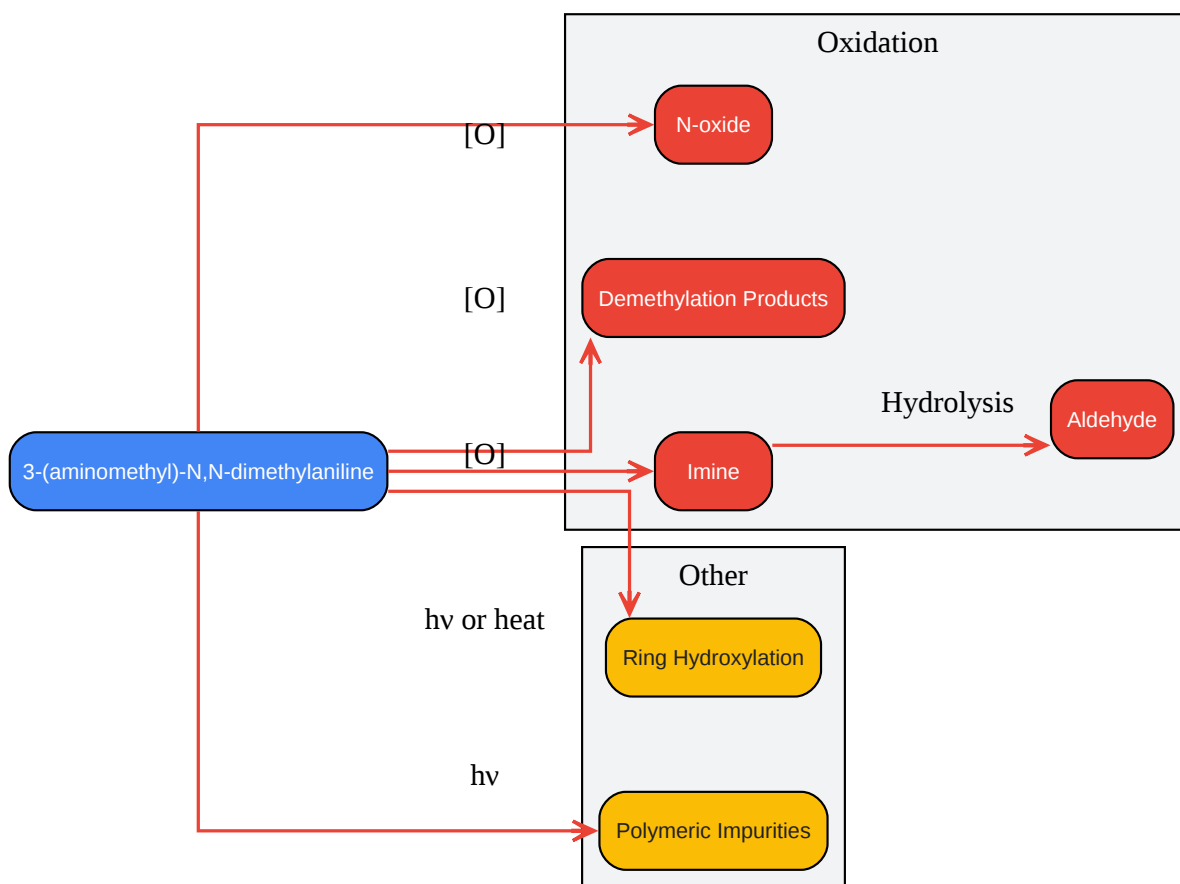 Oxidation
N-oxide
[O]
Demethylation Products
[O]
Hydrolysis
Aldehyde
[O]
3-(aminomethyl)-N,N-dimethylaniline
Imine
Other
hν or heat
Ring Hydroxylation
hν
Polymeric Impurities